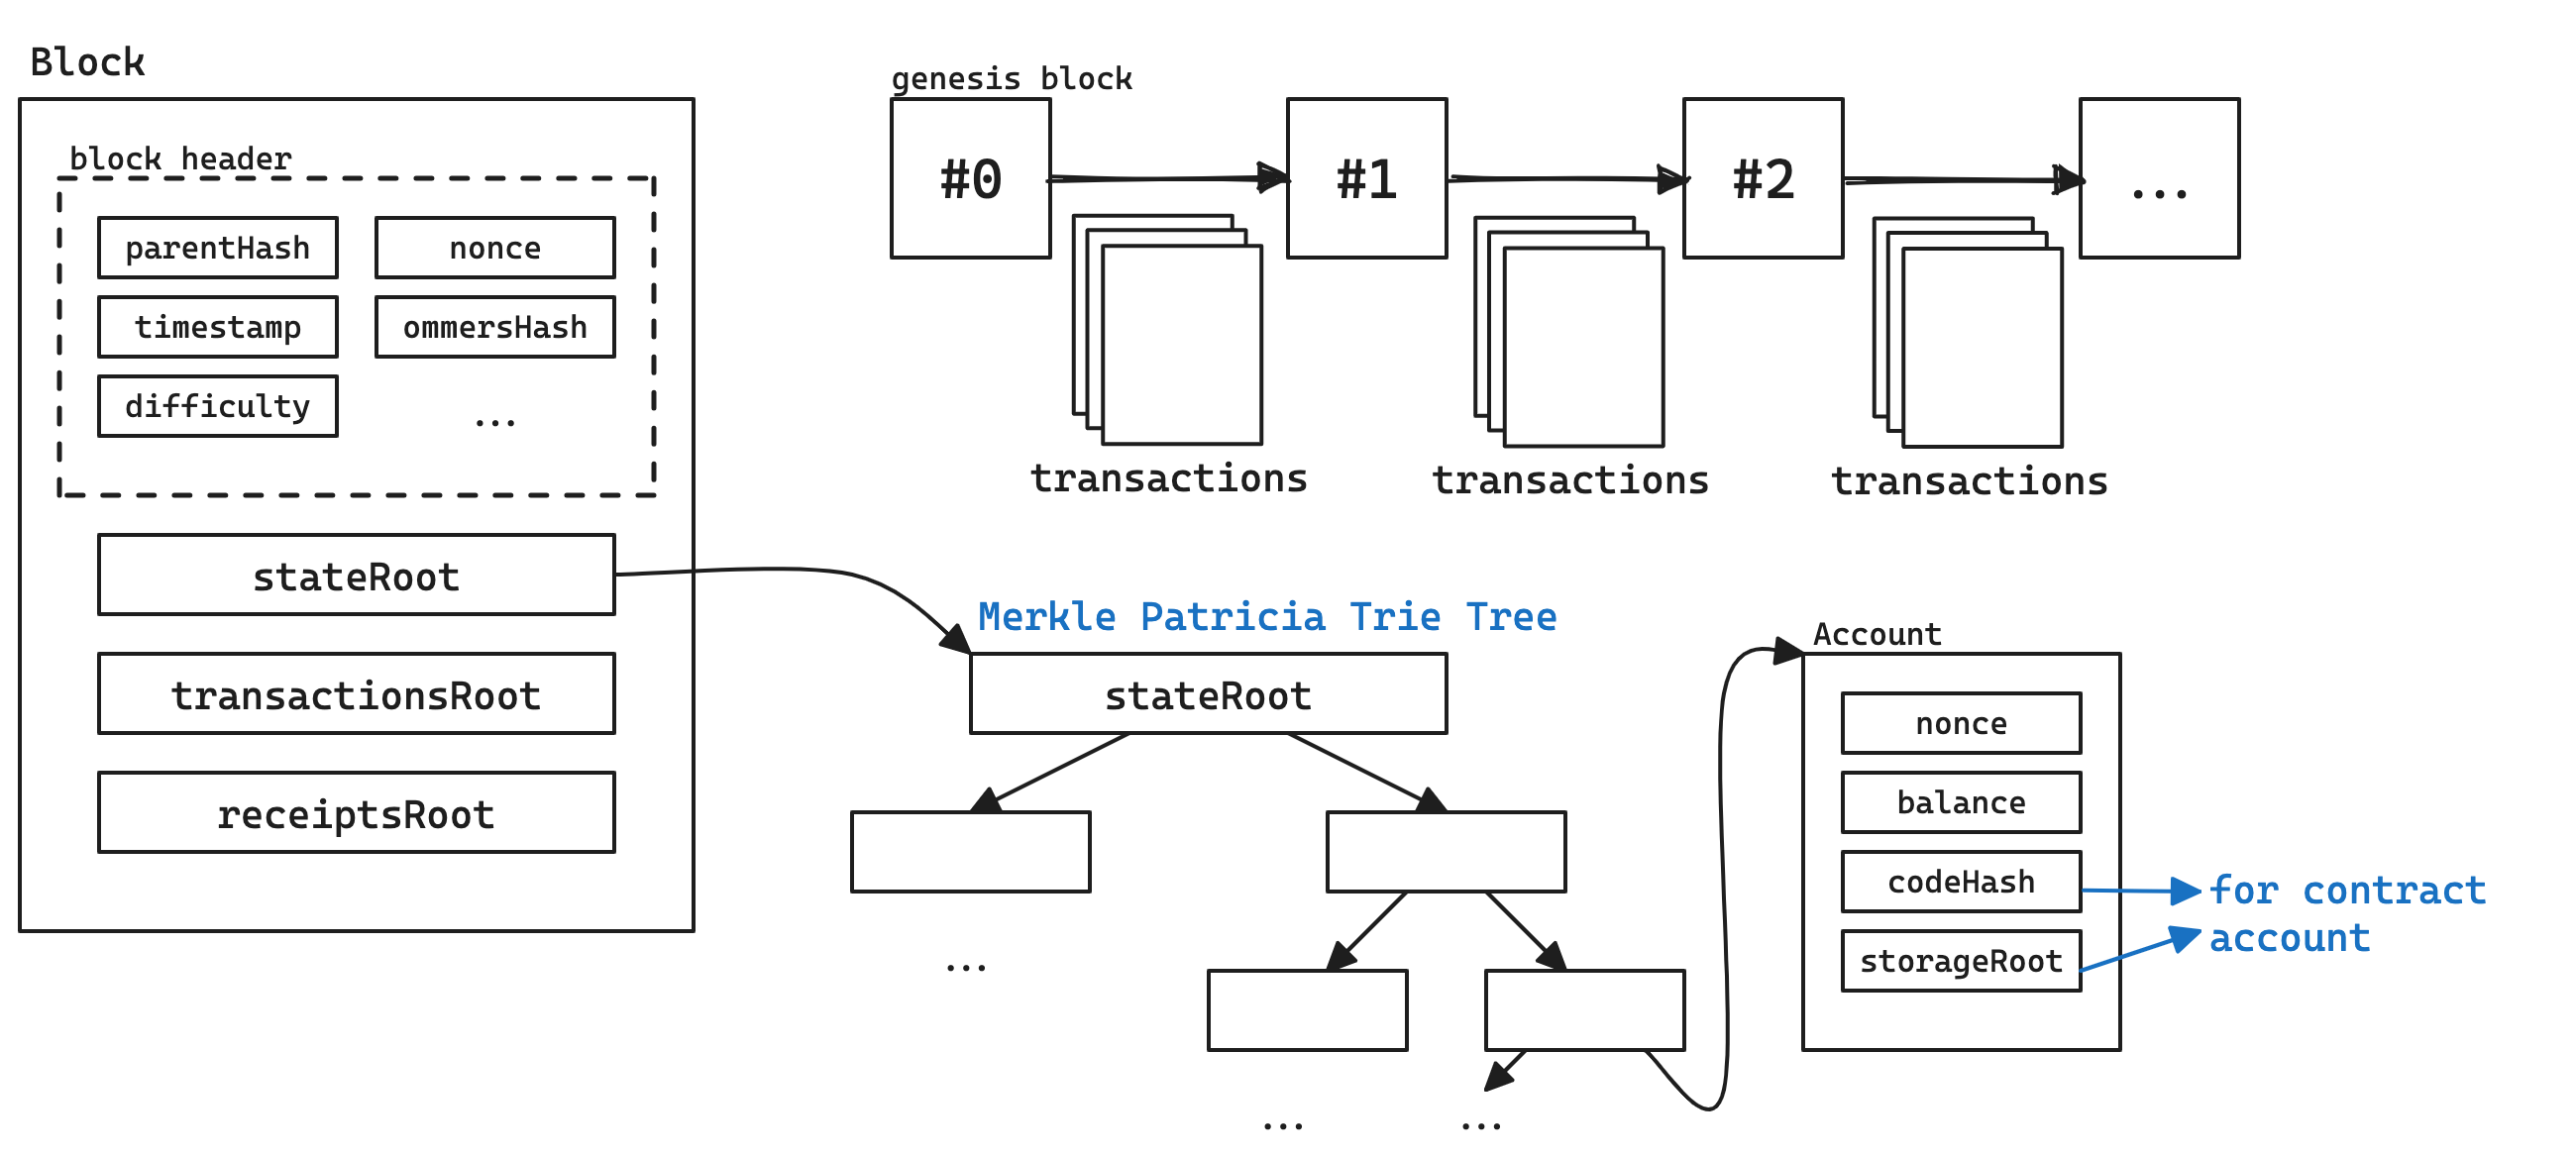 Block
block header
parentHash
nonce
timestamp
ommersHash
difficulty
...
stateRoot
transactionsRoot
receiptsRoot
genesis block
#0
#1
#2
...
transactions
transactions
transactions
Merkle Patricia Trie Tree
stateRoot
...
...
...
Account
nonce
balance
codeHash
storageRoot
for contract
account